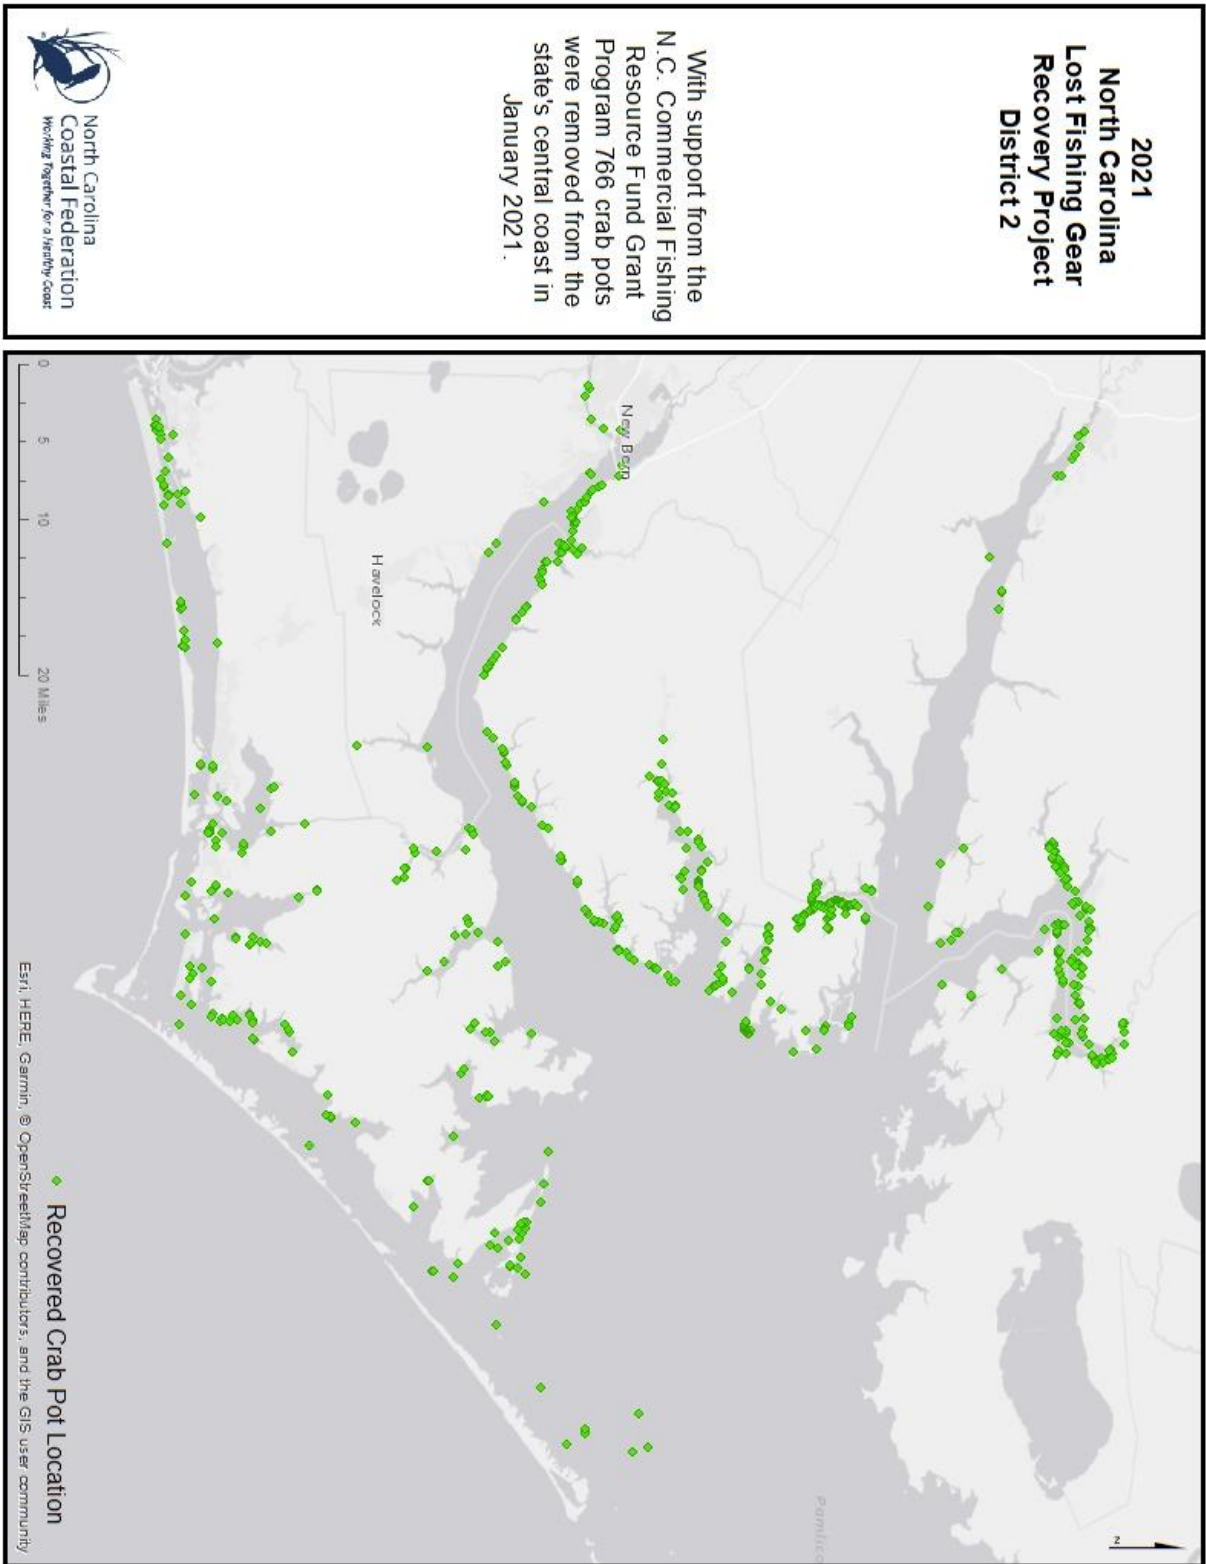 2021
North Carolina
Lost Fishing Gear
Recovery Project
District 2
With support from the
N.C. Commercial Fishing
Resource Fund Grant
Program 766 crab pots
were removed from the
state's central coast in
January 2021.
North Carolina
Coastal Federation
Working Together for a Healthy Coast
New Bern
Havelock
Pamlico
0 5 10 20 Miles
Recovered Crab Pot Location
Esri, HERE, Garmin, © OpenStreetMap contributors, and the GIS user community
N